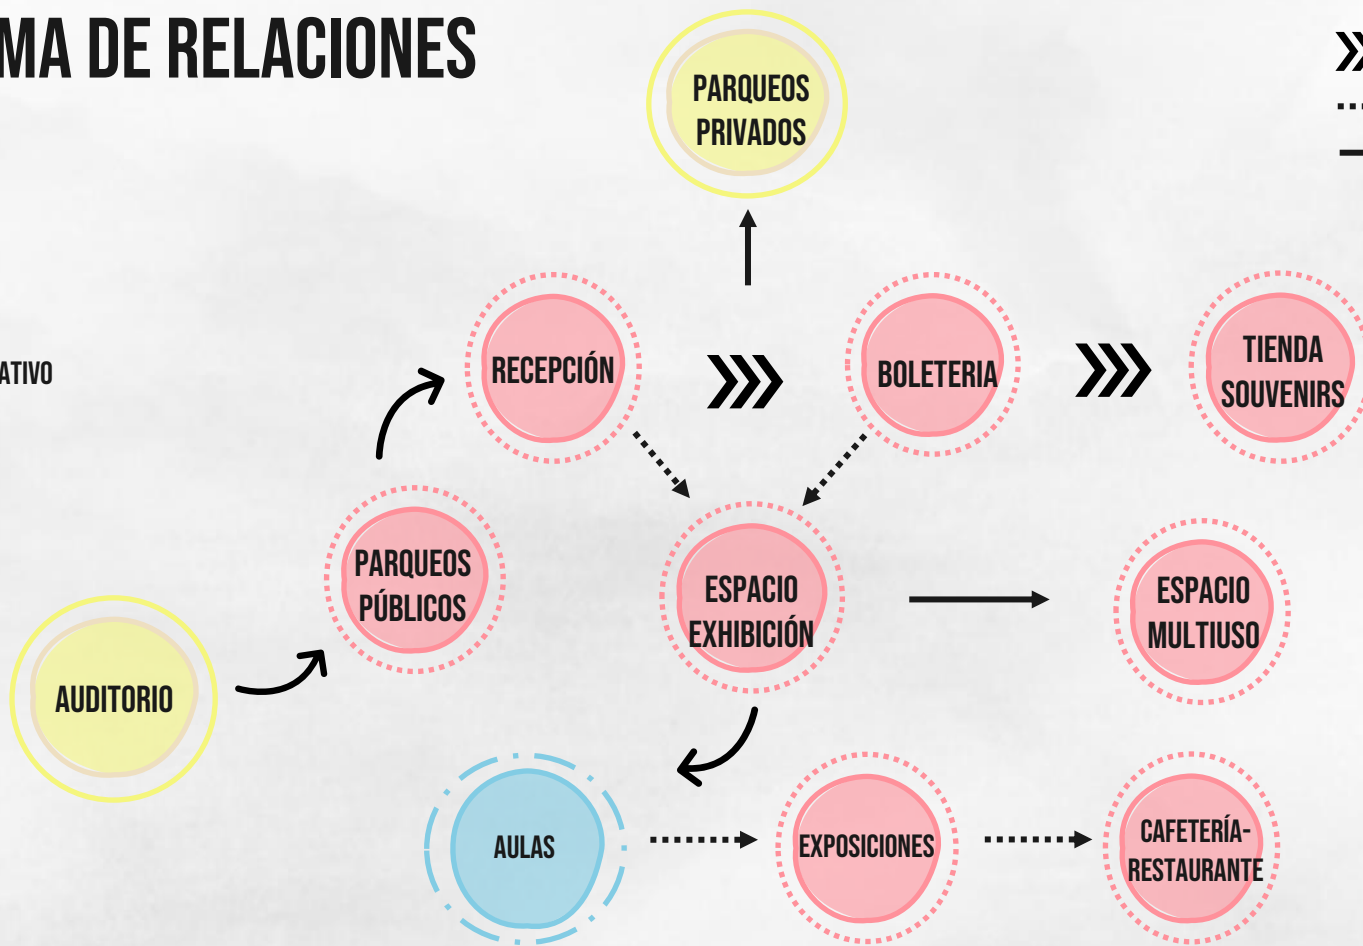 MA DE RELACIONES
PARQUEOS
PRIVADOS
ATIVO
RECEPCIÓN
BOLETERIA
TIENDA
SOUVENIRS
PARQUEOS
PÚBLICOS
ESPACIO
EXHIBICIÓN
ESPACIO
MULTIUSO
AUDITORIO
AULAS
EXPOSICIONES
CAFETERÍA-
RESTAURANTE